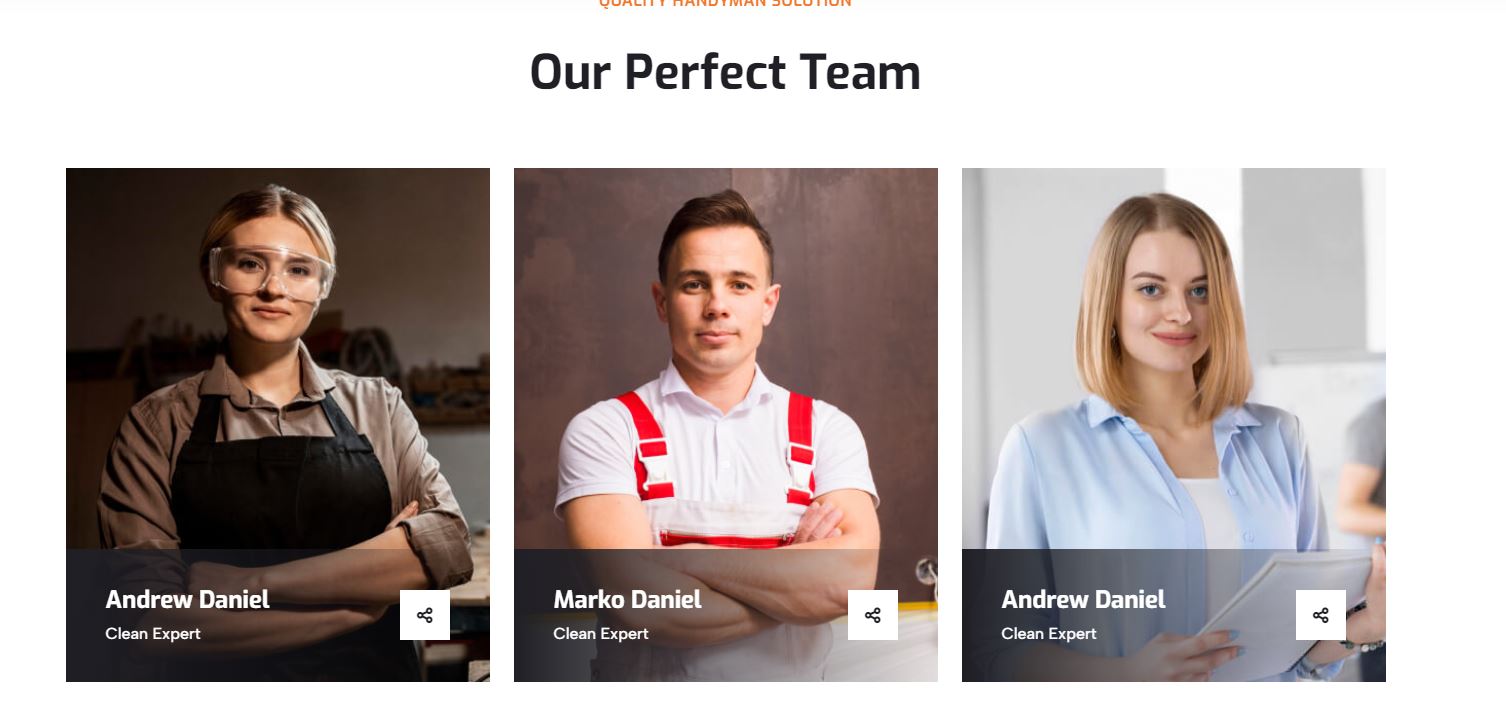 QUALITY HANDYMAN SOLUTION
Our Perfect Team
Andrew Daniel
Clean Expert
Marko Daniel
Clean Expert
Andrew Daniel
Clean Expert